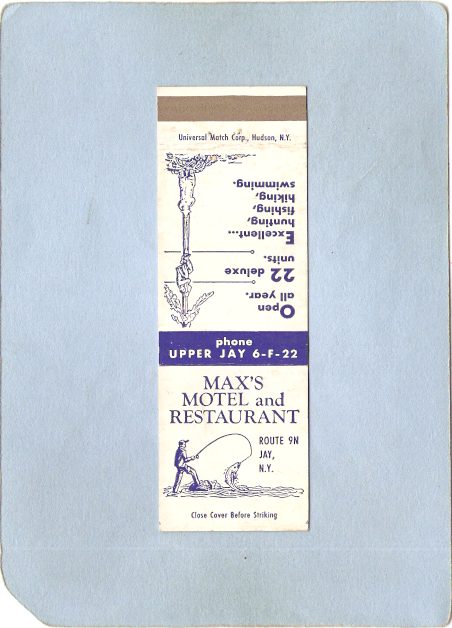 Universal Match Corp., Hudson, N.Y.
Open
all year.
22 deluxe
units.
Excellent...
hunting,
fishing,
hiking,
swimming.
phone
UPPER JAY 6-F-22
MAX'S
MOTEL and
RESTAURANT
ROUTE 9N
JAY,
N.Y.
Close Cover Before Striking